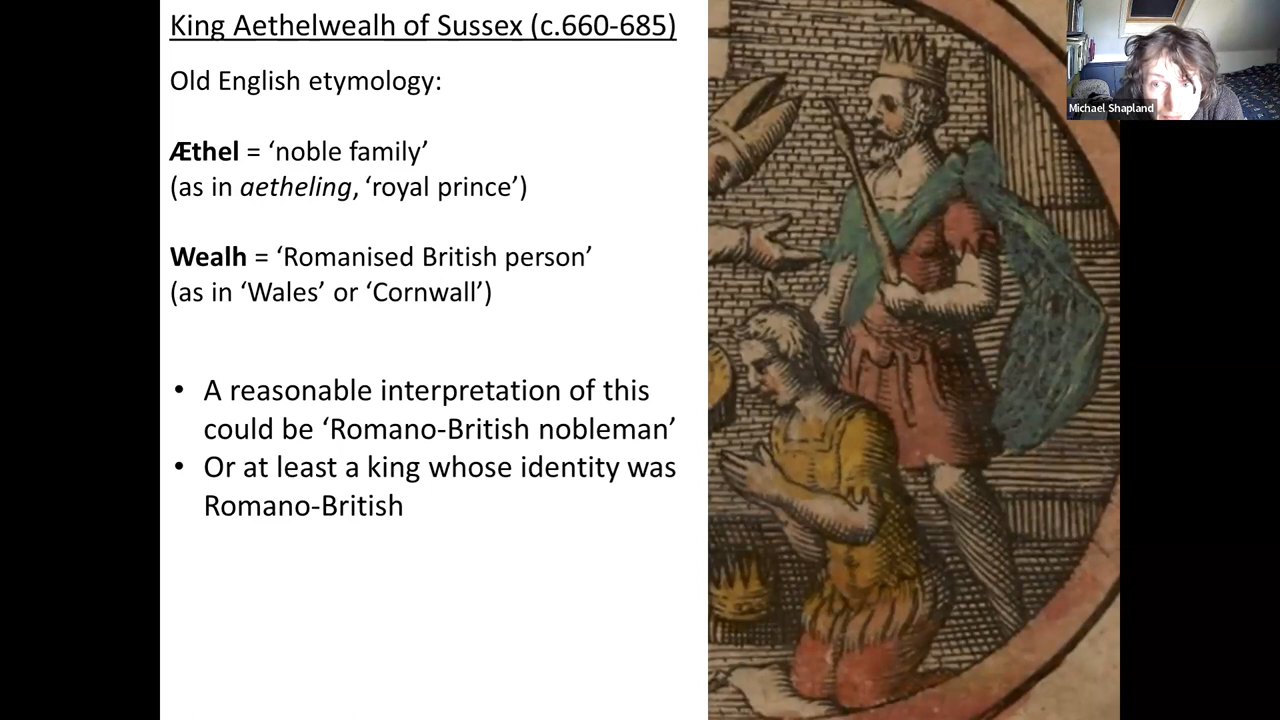 King Aethelwealh of Sussex (c.660-685)
Old English etymology:
Æthel = ‘noble family’
(as in aetheling, ‘royal prince’)
Wealh = ‘Romanised British person’
(as in ‘Wales’ or ‘Cornwall’)
• A reasonable interpretation of this
could be ‘Romano-British nobleman’
• Or at least a king whose identity was
Romano-British
Michael Shapland